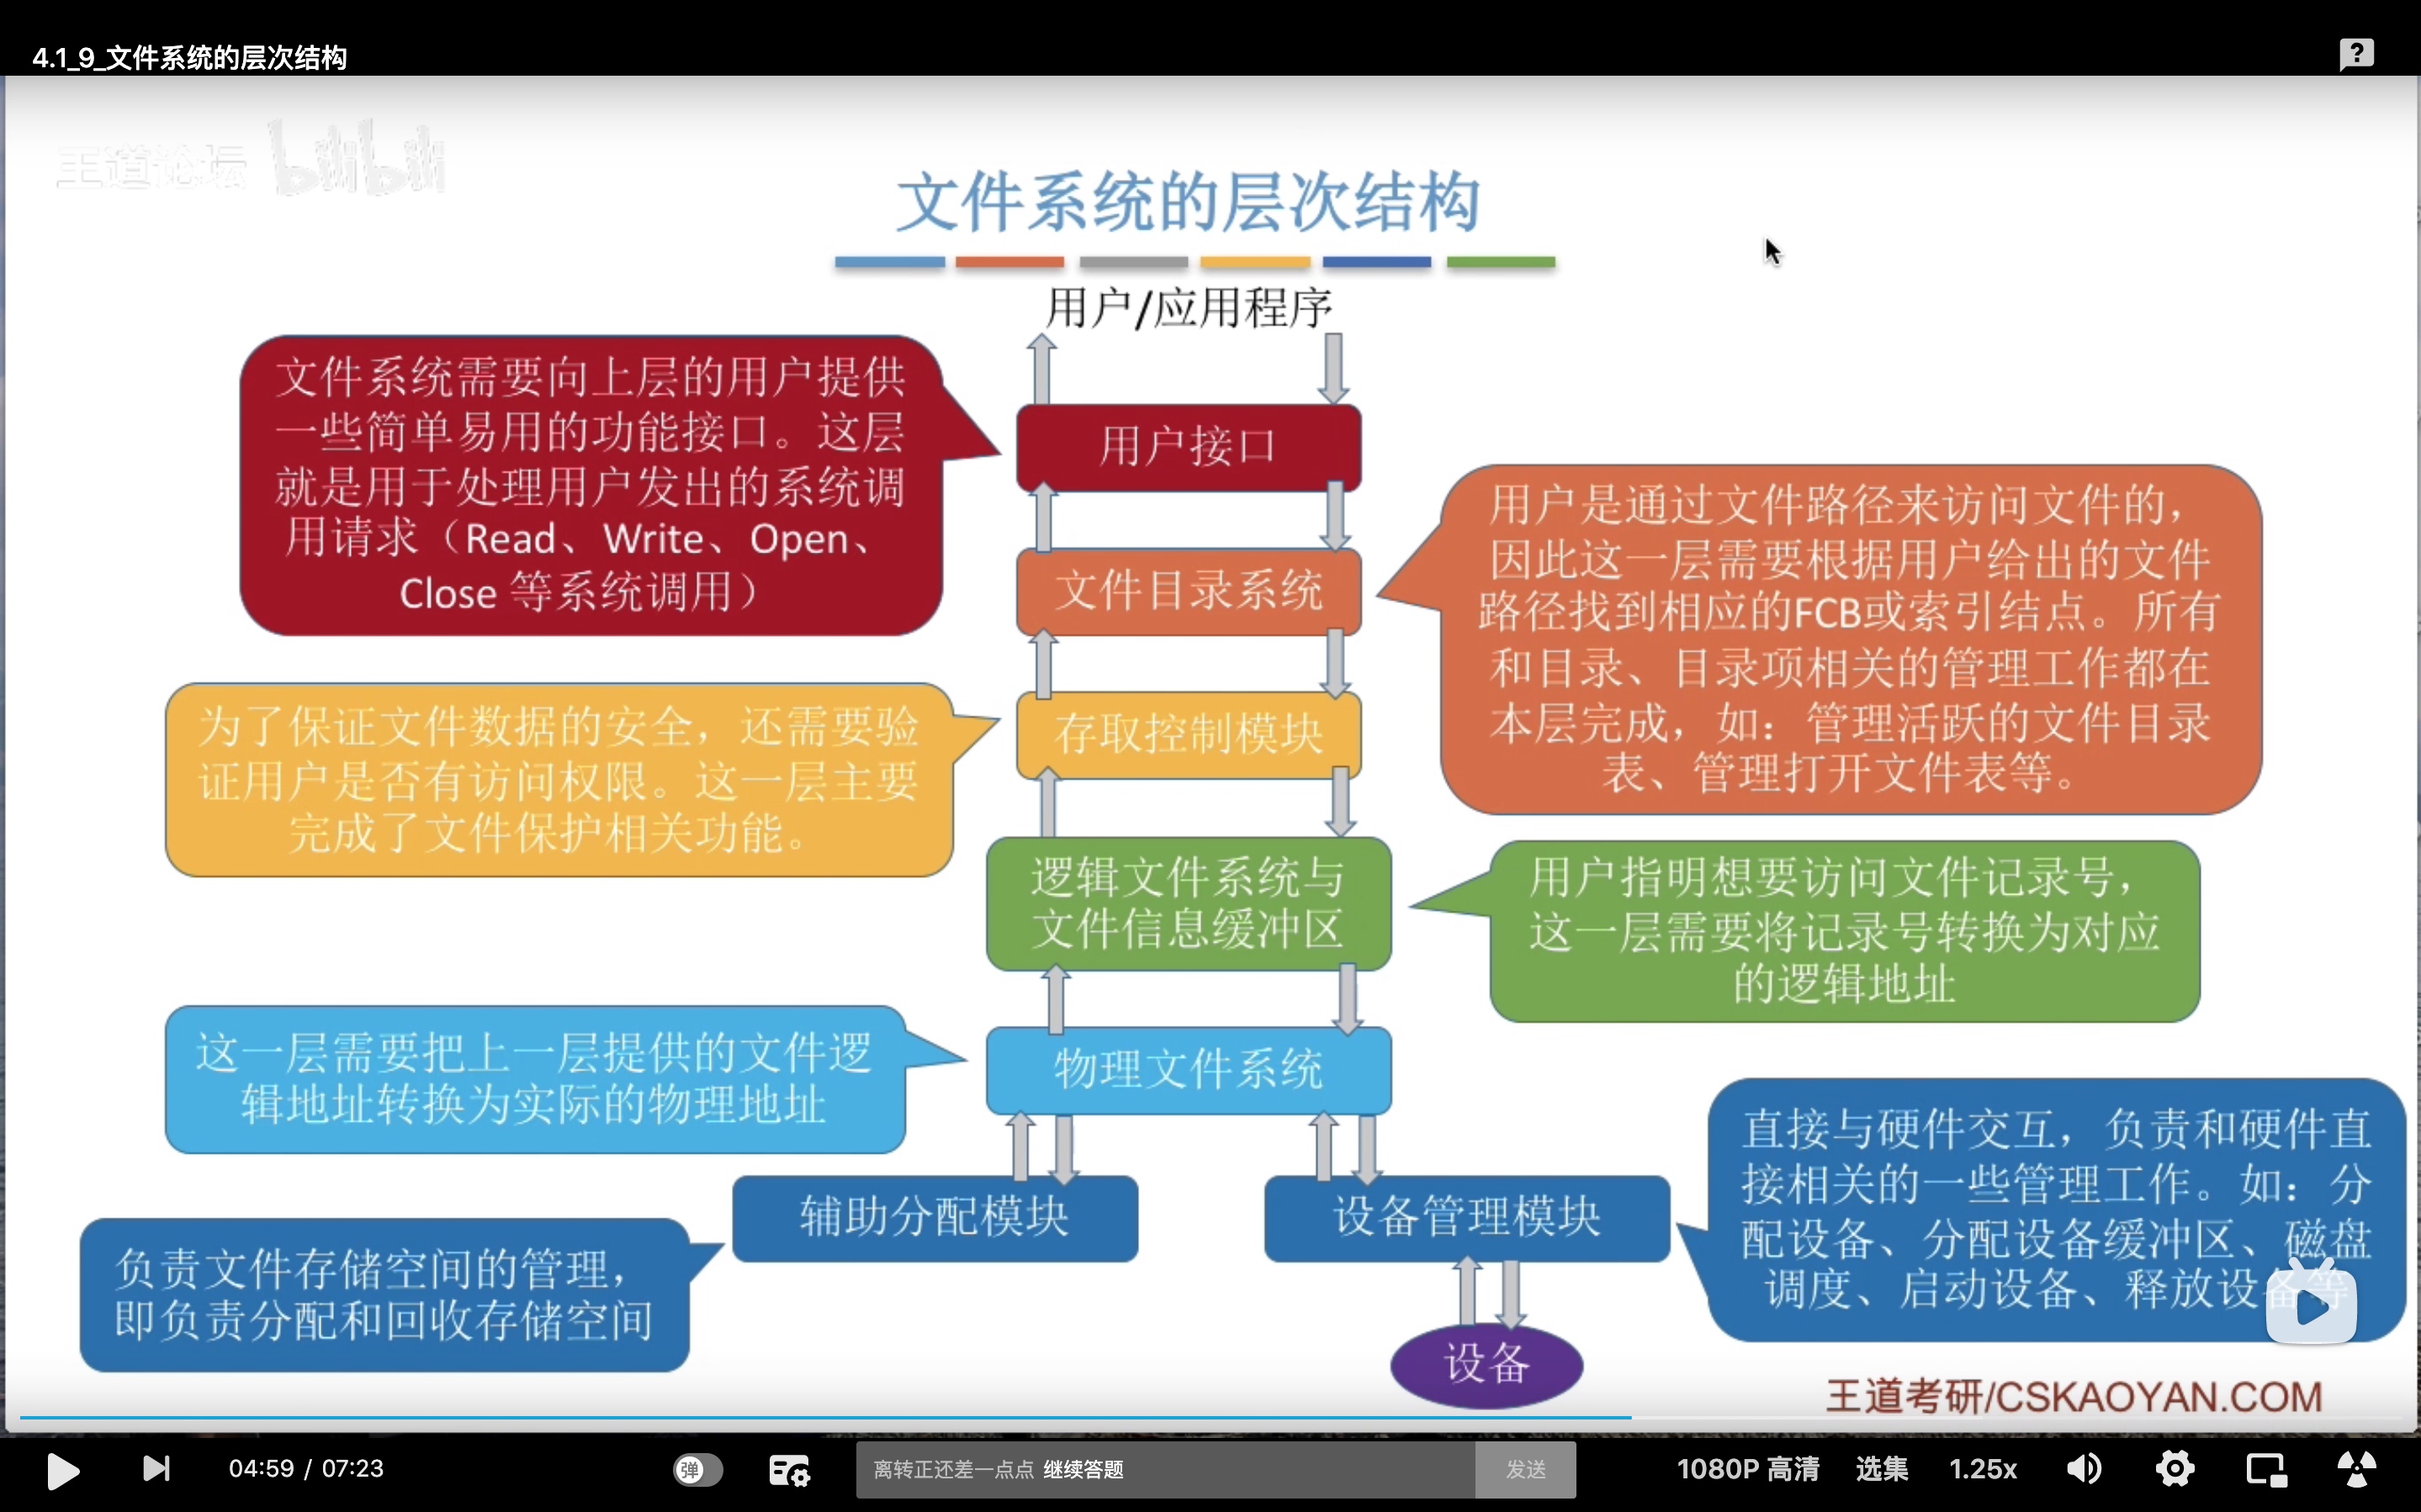 4.1_9_文件系统的层次结构
王道论坛 bilibili
文件系统的层次结构
用户/应用程序
文件系统需要向上层的用户提供
一些简单易用的功能接口。这层
就是用于处理用户发出的系统调
用请求（Read、Write、Open、
Close 等系统调用）
用户接口
文件目录系统
用户是通过文件路径来访问文件的，
因此这一层需要根据用户给出的文件
路径找到相应的FCB或索引结点。所有
和目录、目录项相关的管理工作都在
本层完成，如：管理活跃的文件目录
表、管理打开文件表等。
为了保证文件数据的安全，还需要验
证用户是否有访问权限。这一层主要
完成了文件保护相关功能。
存取控制模块
逻辑文件系统与
文件信息缓冲区
用户指明想要访问文件记录号，
这一层需要将记录号转换为对应
的逻辑地址
这一层需要把上一层提供的文件逻
辑地址转换为实际的物理地址
物理文件系统
辅助分配模块
负责文件存储空间的管理，
即负责分配和回收存储空间
设备管理模块
直接与硬件交互，负责和硬件直
接相关的一些管理工作。如：分
配设备、分配设备缓冲区、磁盘
调度、启动设备、释放设备等
设备
王道考研/CSKAOYAN.COM
04:59 / 07:23
弹
离转正还差一点点 继续答题
发送
1080P 高清
选集
1.25x